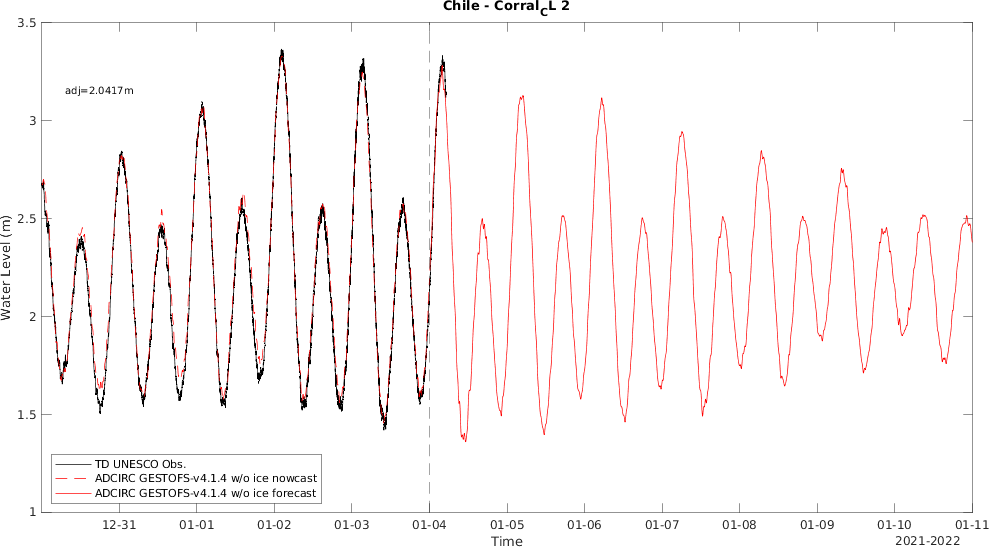 Chile - Corral_CL 2
3.5
adj=2.0417m
3
2.5
Water Level (m)
2
1.5
TD UNESCO Obs.
ADCIRC GESTOFS-v4.1.4 w/o ice nowcast
ADCIRC GESTOFS-v4.1.4 w/o ice forecast
1
12-31 01-01 01-02 01-03 01-04 01-05 01-06 01-07 01-08 01-09 01-10 01-11
Time
2021-2022